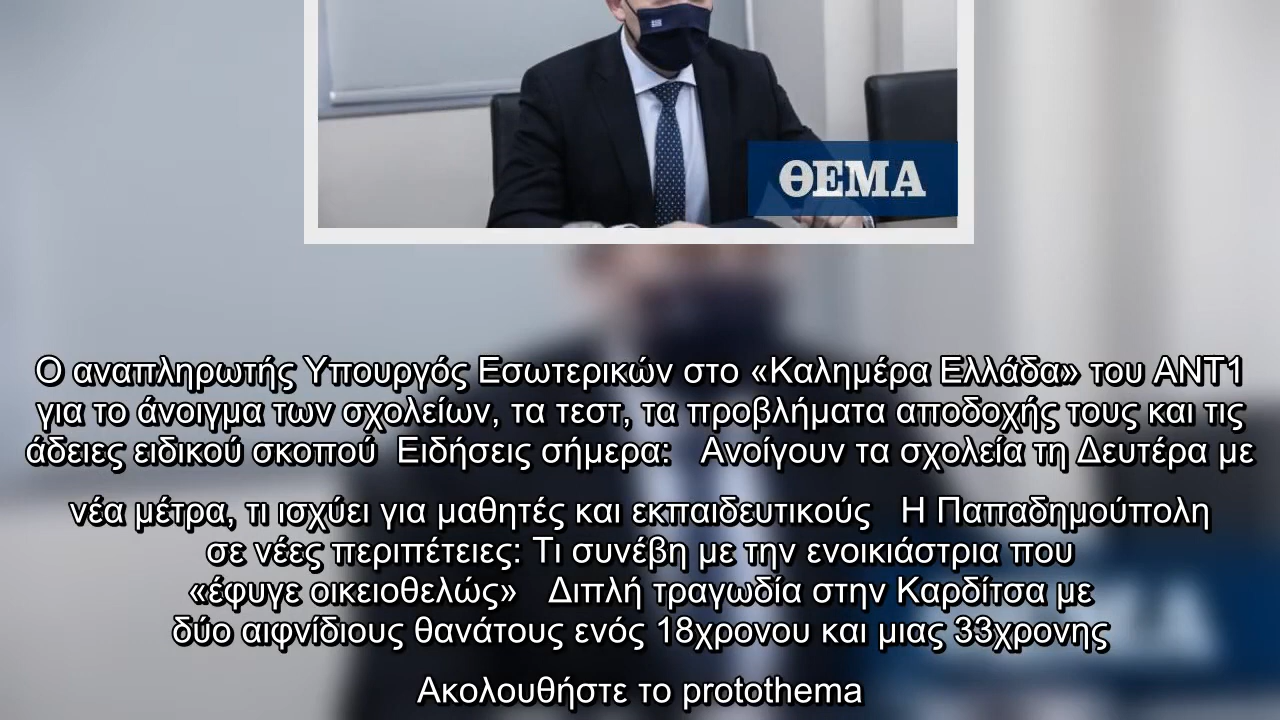 ΘΕΜΑ
Ο αναπληρωτής Υπουργός Εσωτερικών στο «Καλημέρα Ελλάδα» του ΑΝΤ1
για το άνοιγμα των σχολείων, τα τεστ, τα προβλήματα αποδοχής τους και τις
άδειες ειδικού σκοπού  Ειδήσεις σήμερα:   Ανοίγουν τα σχολεία τη Δευτέρα με
νέα μέτρα, τι ισχύει για μαθητές και εκπαιδευτικούς   Η Παπαδημούπολη
σε νέες περιπέτειες: Τι συνέβη με την ενοικιάστρια που
«έφυγε οικειοθελώς»   Διπλή τραγωδία στην Καρδίτσα με
δύο αιφνίδιους θανάτους ενός 18χρονου και μιας 33χρονης
Ακολουθήστε το protothema